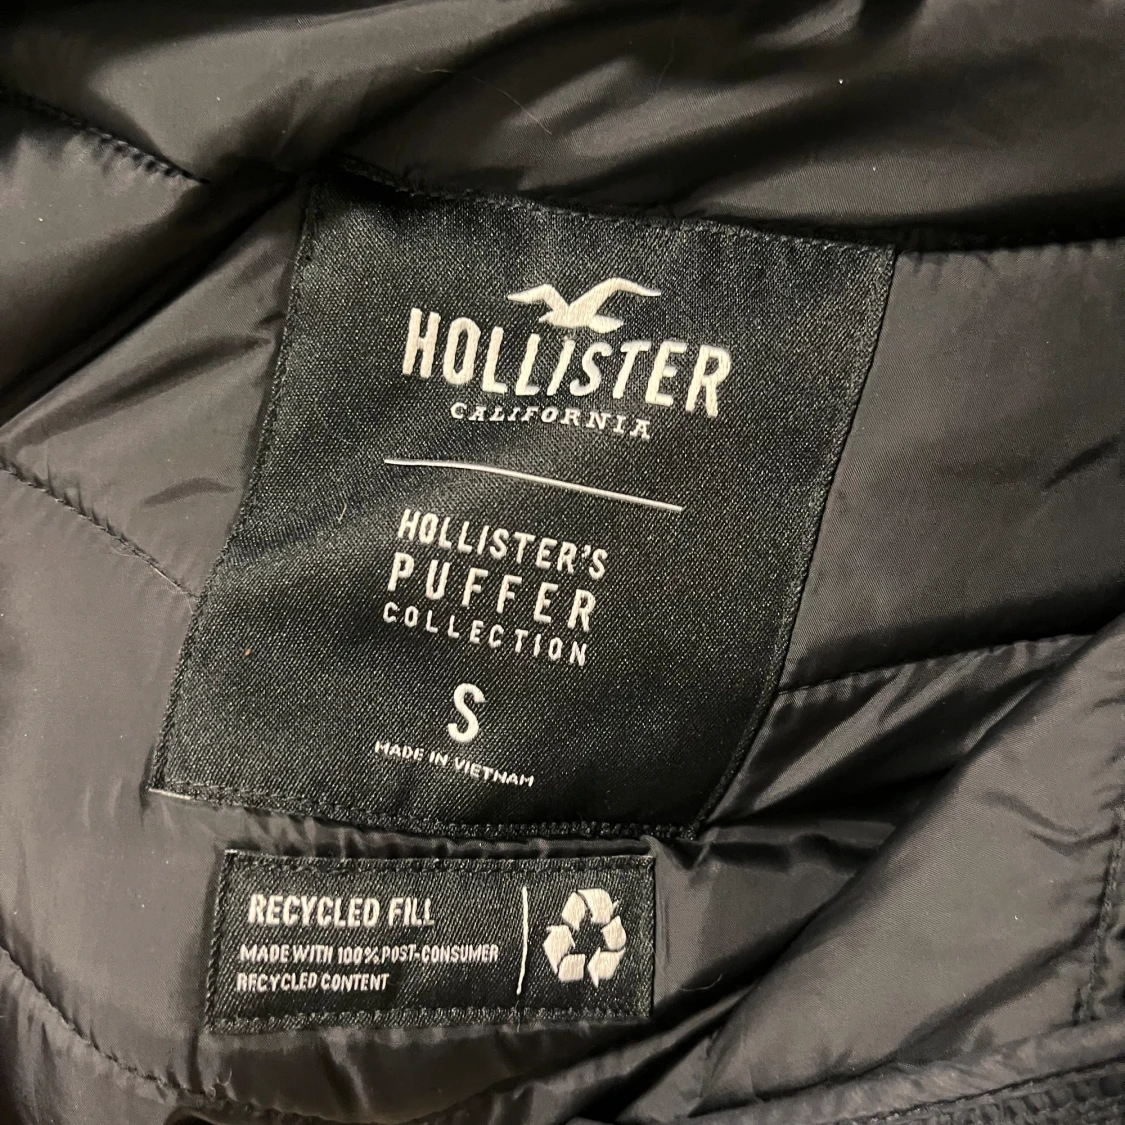 HOLLISTER
CALIFORNIA
HOLLISTER'S
PUFFER
COLLECTION
S
MADE IN VIETNAM
RECYCLED FILL
MADE WITH 100% POST-CONSUMER
RECYCLED CONTENT